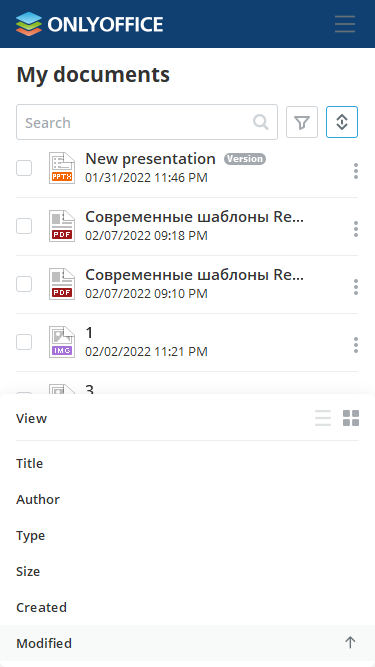 ONLYOFFICE
My documents
Search
New presentation Version
PPTX
01/31/2022 11:46 PM
Современные шаблоны Re...
PDF
02/07/2022 09:18 PM
Современные шаблоны Re...
PDF
02/07/2022 09:10 PM
1
IMG
02/02/2022 11:21 PM
3
View
Title
Author
Type
Size
Created
Modified